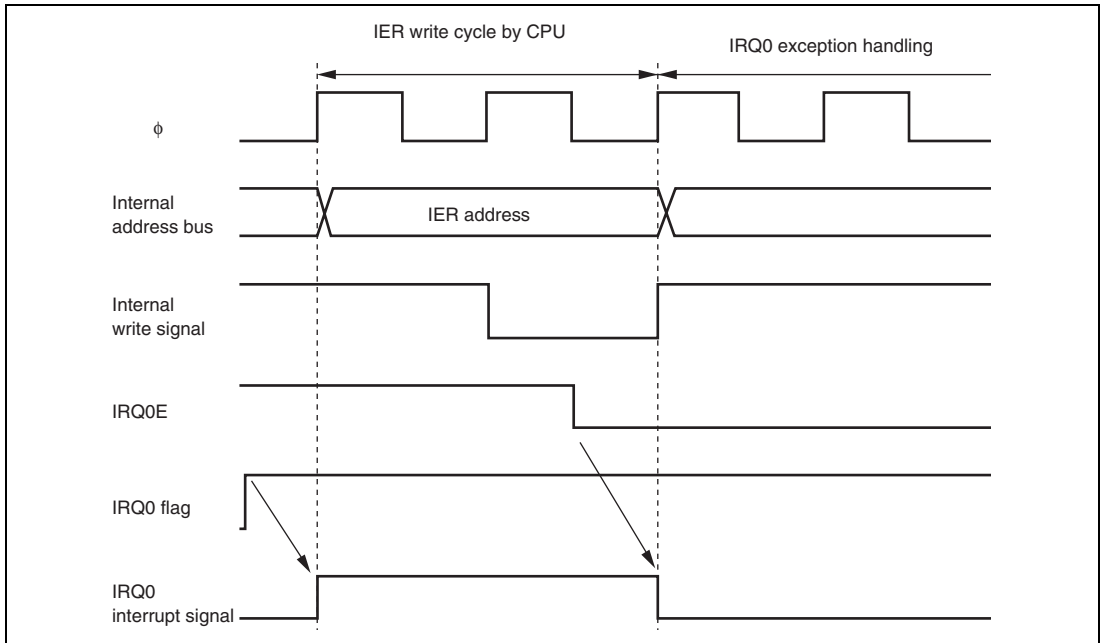 IER write cycle by CPU
IRQ0 exception handling
ϕ
Internal
address bus
IER address
Internal
write signal
IRQ0E
IRQ0 flag
IRQ0
interrupt signal